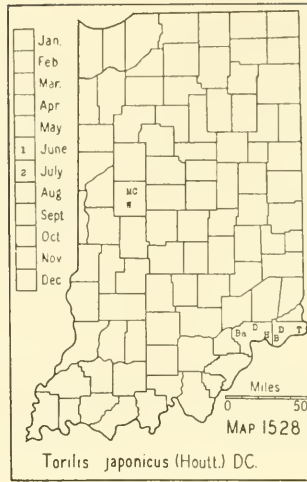 Jan.
Feb
Mar.
Apr
May
1 June
2 July
Aug
Sept
Oct
Nov
Dec
MC
W
D D T
Bn H B
Miles
0 50
MAP 1528
Torilis japonicus (Houtt.) DC.